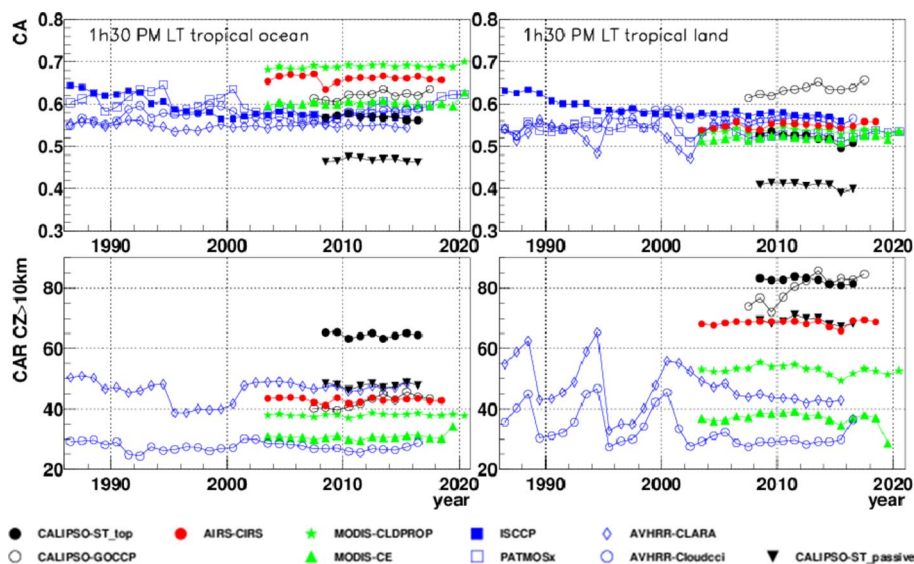 CA
0.8
0.7
0.6
0.5
0.4
0.3
1h30 PM LT tropical ocean
1990 2000 2010 2020
0.8
0.7
0.6
0.5
0.4
0.3
1h30 PM LT tropical land
1990 2000 2010 2020
CAR CZ>10km
80
60
40
20
1990 2000 2010 2020
year
80
60
40
20
1990 2000 2010 2020
year
CALIPSO-ST_top AIRS-CIRS MODIS-CLDPROP ISCCP AVHRR-CLARA
CALIPSO-GOCCP MODIS-CE PATMOSx AVHRR-Cloudcci CALIPSO-ST_passive